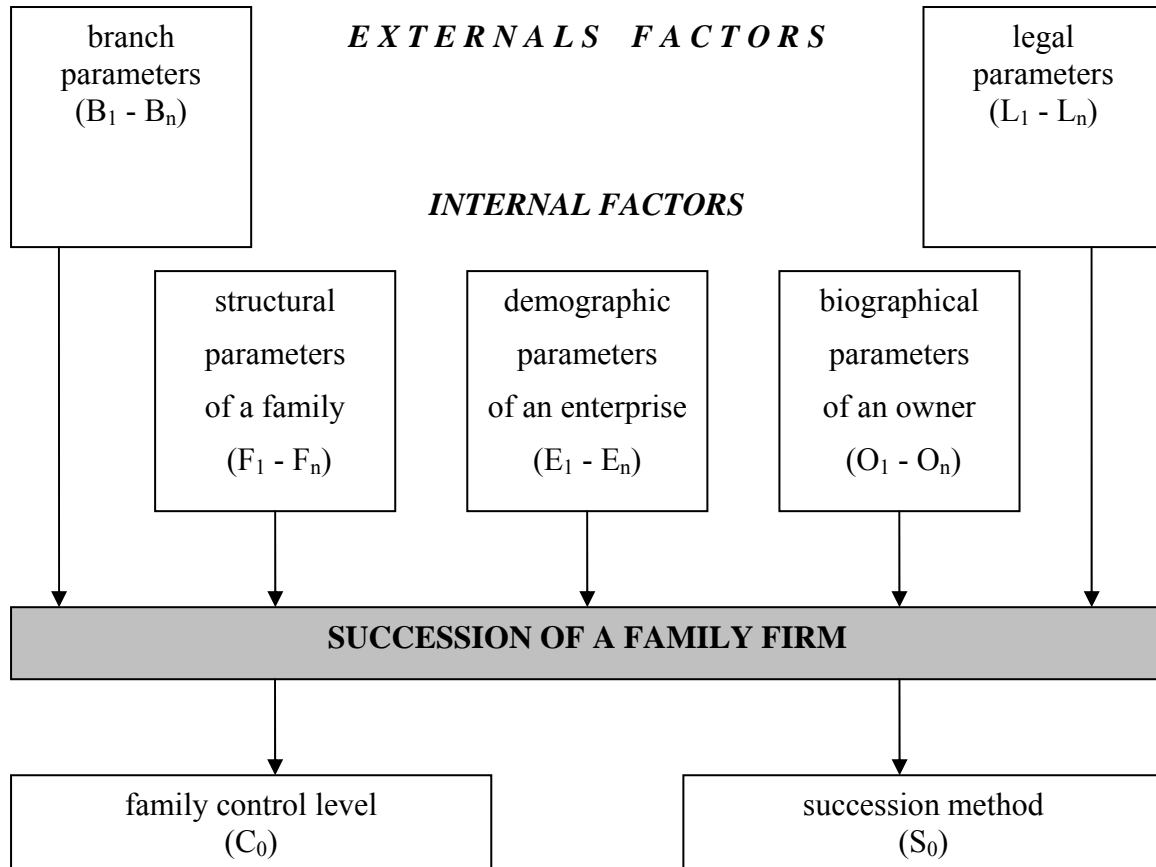 branch
parameters
(B₁ - Bₙ)
E X T E R N A L S F A C T O R S
legal
parameters
(L₁ - Lₙ)
INTERNAL FACTORS
structural
parameters
of a family
(F₁ - Fₙ)
demographic
parameters
of an enterprise
(E₁ - Eₙ)
biographical
parameters
of an owner
(O₁ - Oₙ)
SUCCESSION OF A FAMILY FIRM
family control level
(C₀)
succession method
(S₀)